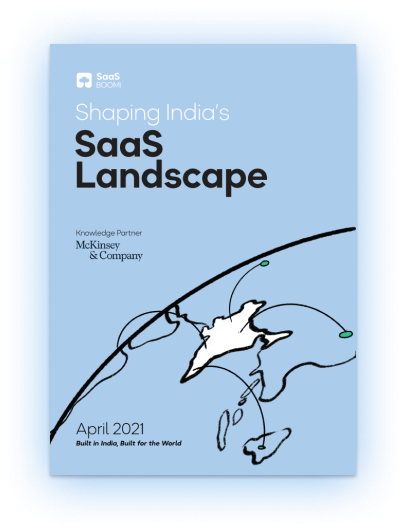 SaaS
BOOMi
Shaping India's
SaaS
Landscape
Knowledge Partner
McKinsey
& Company
April 2021
Built in India, Built for the World